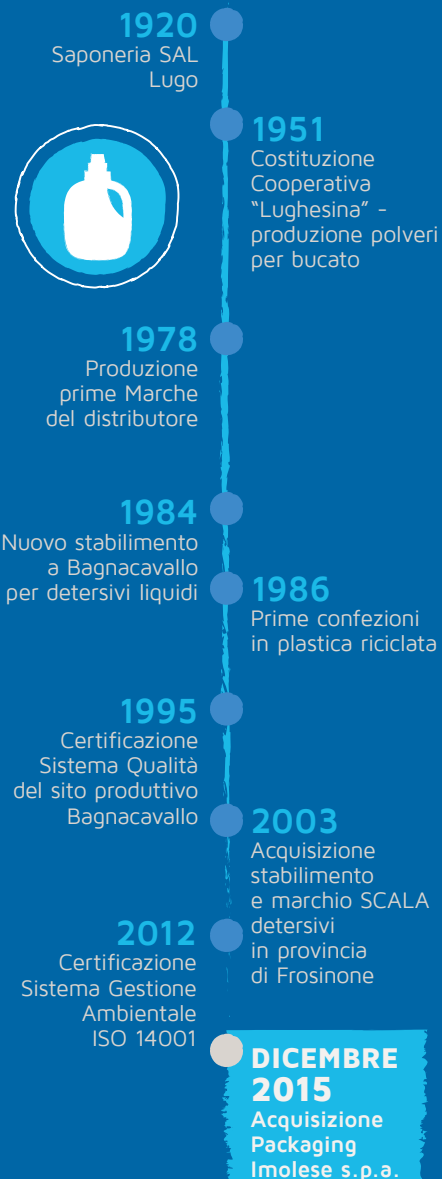 1920
Saponeria SAL
Lugo
1951
Costituzione
Cooperativa
“Lughesina” -
produzione polveri
per bucato
1978
Produzione
prime Marche
del distributore
1984
Nuovo stabilimento
a Bagnacavallo
per detersivi liquidi
1986
Prime confezioni
in plastica riciclata
1995
Certificazione
Sistema Qualità
del sito produttivo
Bagnacavallo
2003
Acquisizione
stabilimento
e marchio SCALA
detersivi
in provincia
di Frosinone
2012
Certificazione
Sistema Gestione
Ambientale
ISO 14001
DICEMBRE
2015
Acquisizione
Packaging
Imolese s.p.a.